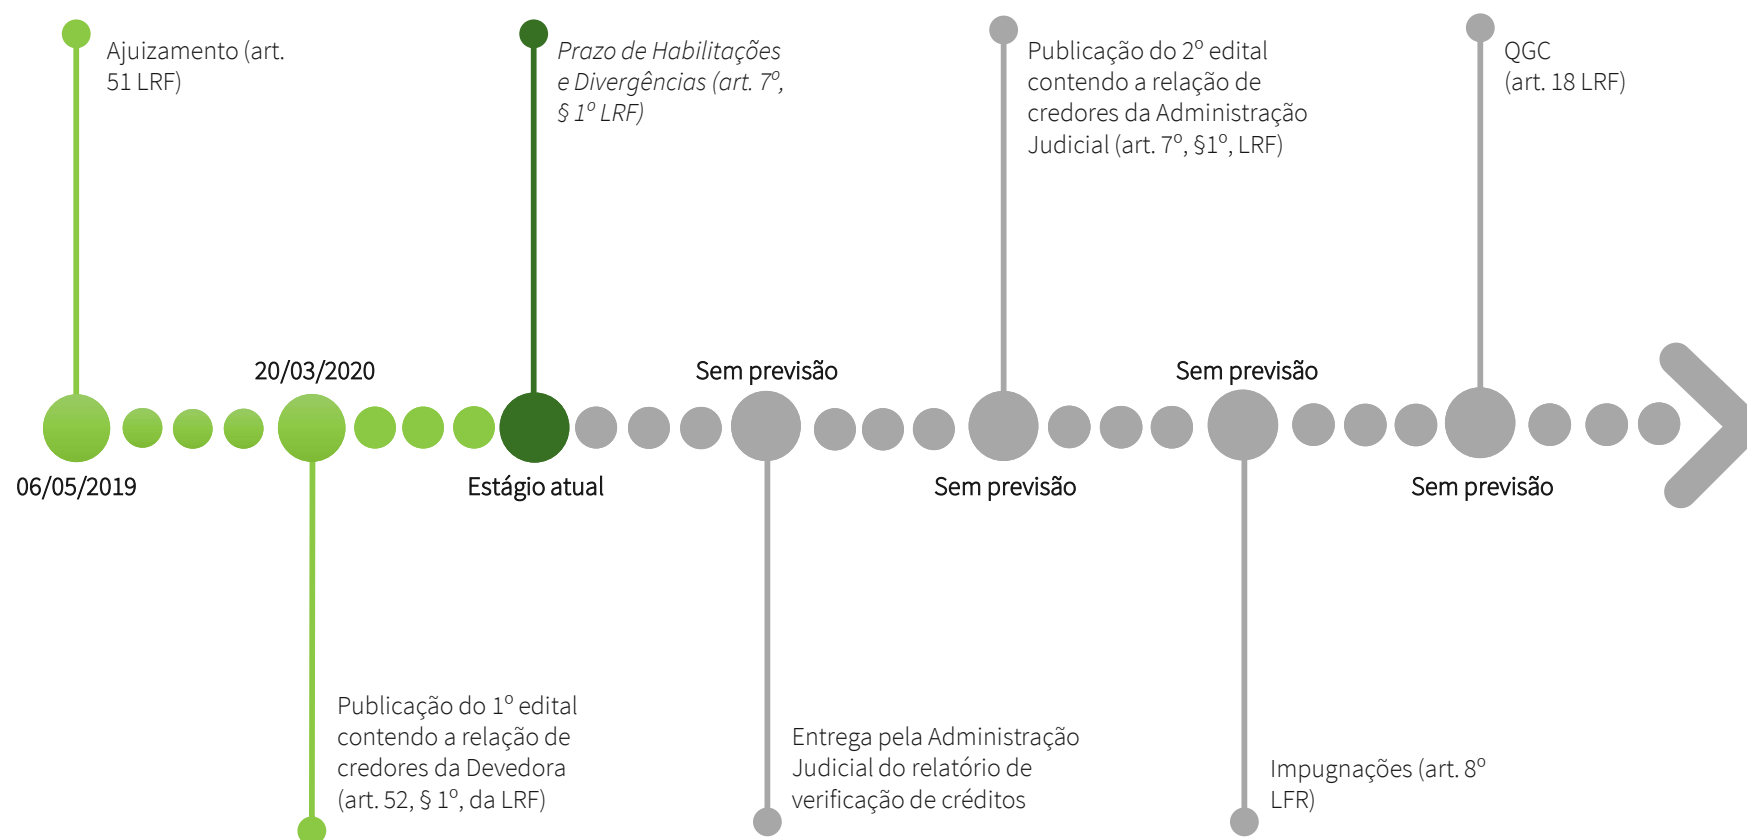 Ajuizamento (art.
51 LRF)
Prazo de Habilitações
e Divergências (art. 7º,
§ 1º LRF)
Publicação do 2º edital
contendo a relação de
credores da Administração
Judicial (art. 7º, §1º, LRF)
QGC
(art. 18 LRF)
20/03/2020
Sem previsão
Sem previsão
06/05/2019
Estágio atual
Sem previsão
Sem previsão
Publicação do 1º edital
contendo a relação de
credores da Devedora
(art. 52, § 1º, da LRF)
Entrega pela Administração
Judicial do relatório de
verificação de créditos
Impugnações (art. 8º
LFR)